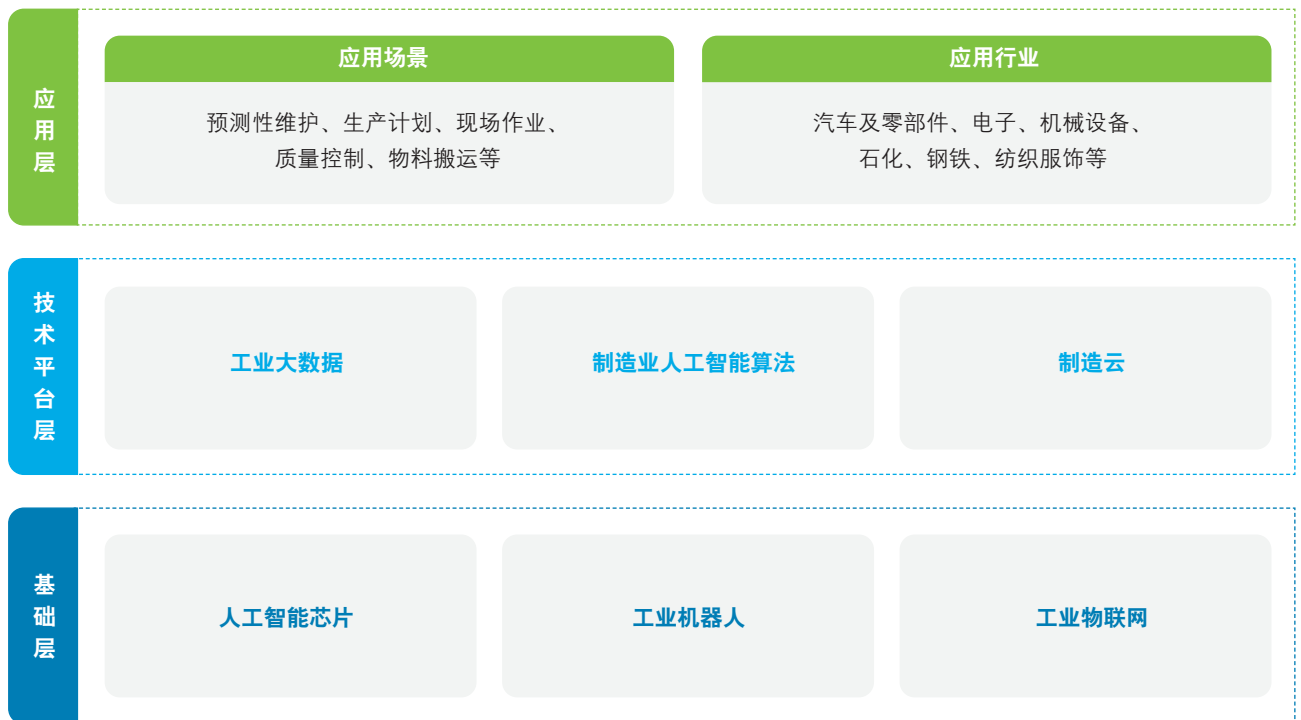 应用层
应用场景
预测性维护、生产计划、现场作业、
质量控制、物料搬运等
应用行业
汽车及零部件、电子、机械设备、
石化、钢铁、纺织服饰等
技术平台层
工业大数据
制造业人工智能算法
制造云
基础层
人工智能芯片
工业机器人
工业物联网